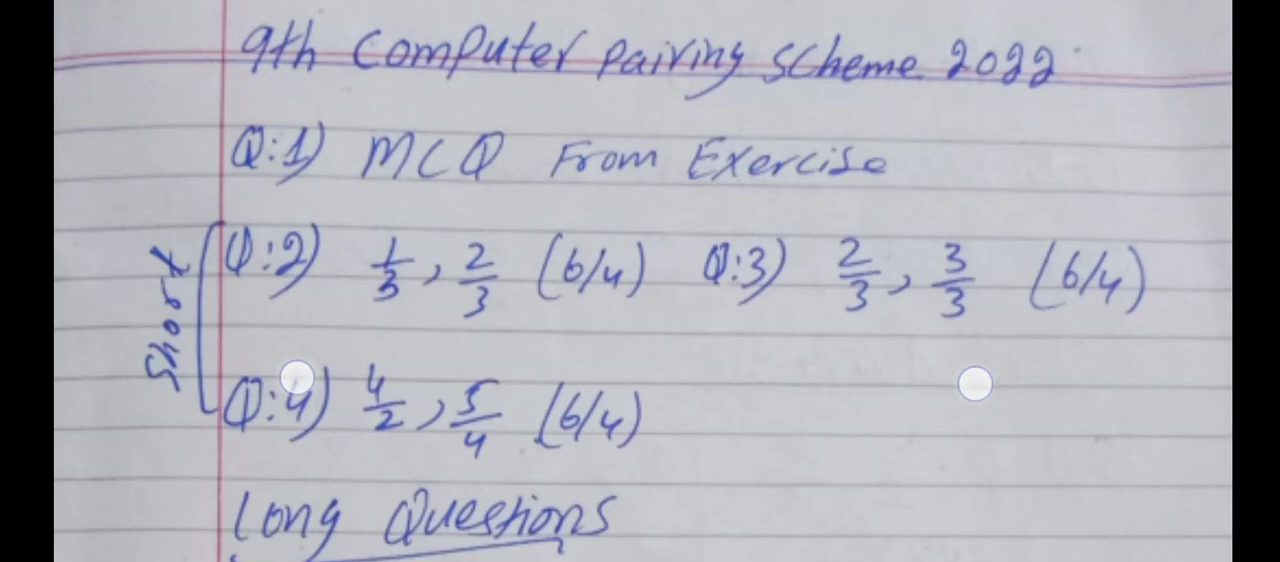 9th Computer Pairing Scheme 2022
Q:1) MCQ From Exercise
Short
Q:2) 1/3, 2/3 (6/4) Q:3) 2/3, 3/3 (6/4)
Q:4) 4/2, 5/4 (6/4)
Long Questions